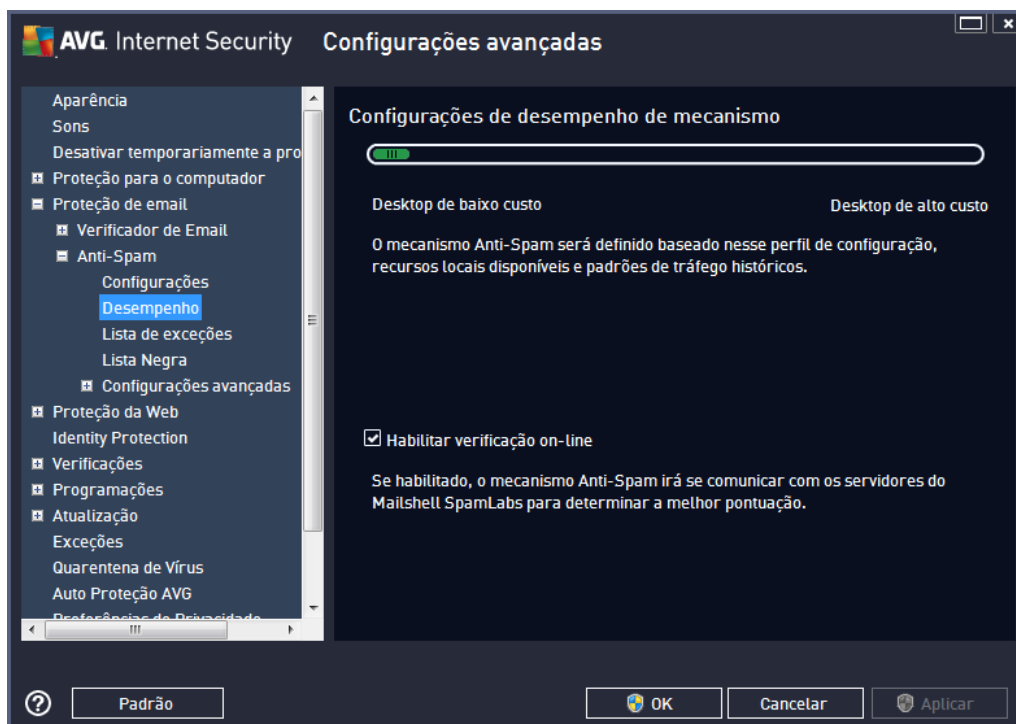 AVG. Internet Security
Configurações avançadas
Aparência
Sons
Desativar temporariamente a pro
Proteção para o computador
Proteção de email
Verificador de Email
Anti-Spam
Configurações
Desempenho
Lista de exceções
Lista Negra
Configurações avançadas
Proteção da Web
Identity Protection
Verificações
Programações
Atualização
Exceções
Quarentena de Vírus
Auto Proteção AVG
Preferências de Privacidade
Configurações de desempenho de mecanismo
Desktop de baixo custo
Desktop de alto custo
O mecanismo Anti-Spam será definido baseado nesse perfil de configuração,
recursos locais disponíveis e padrões de tráfego históricos.
Habilitar verificação on-line
Se habilitado, o mecanismo Anti-Spam irá se comunicar com os servidores do
Mailshell SpamLabs para determinar a melhor pontuação.
Padrão
OK
Cancelar
Aplicar